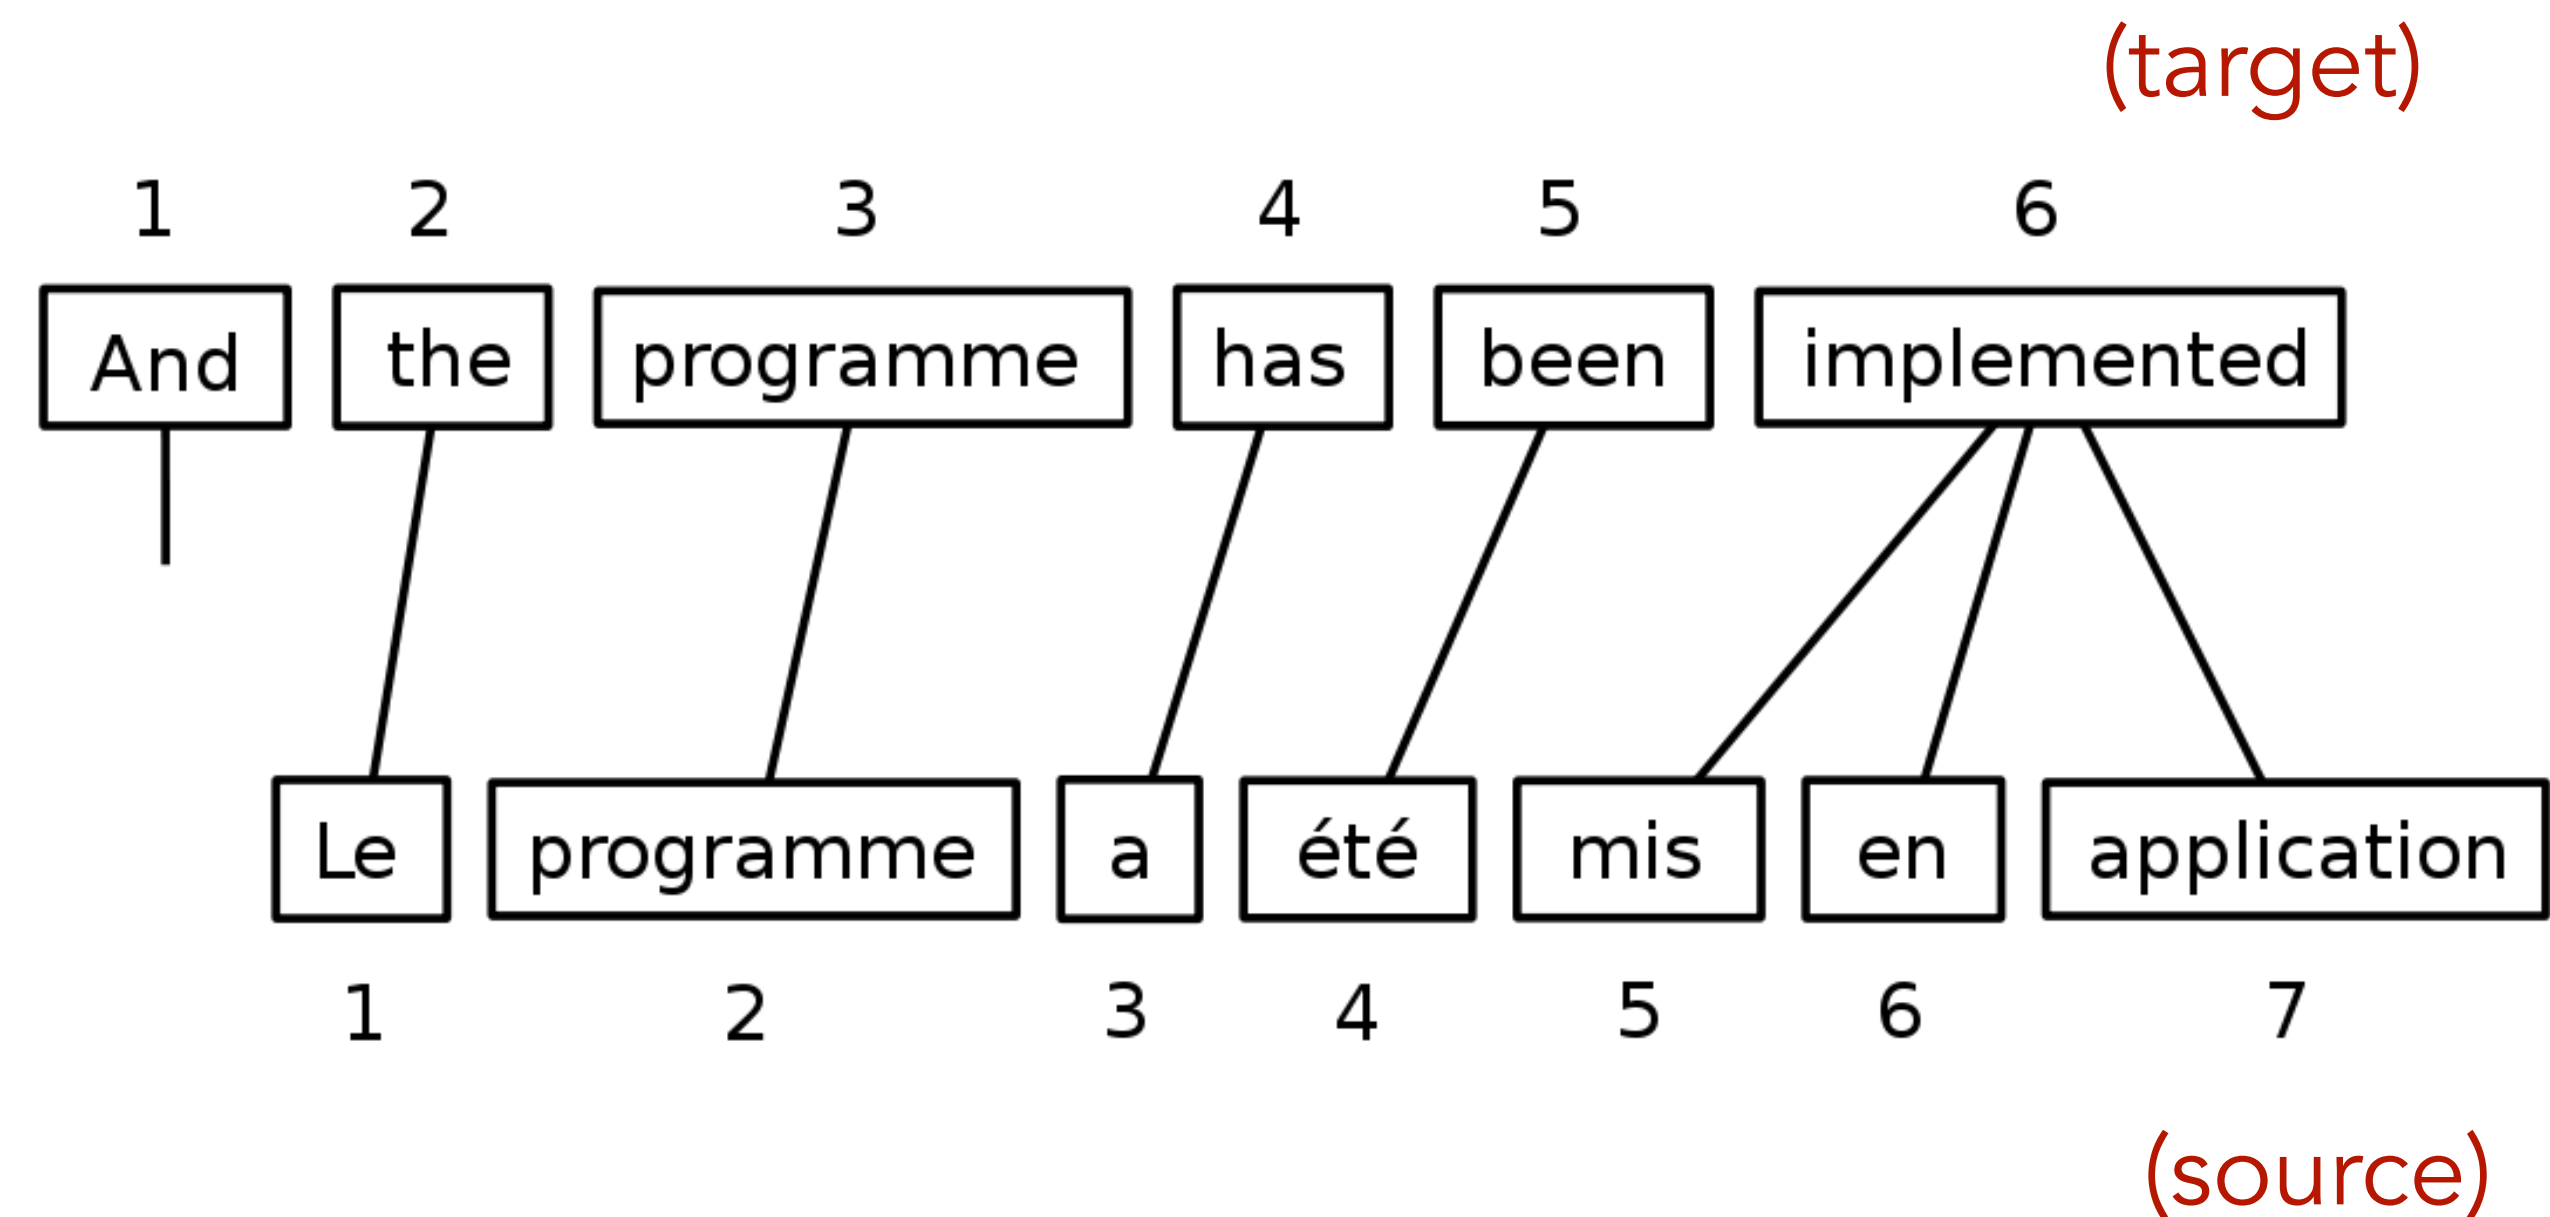 (target)
1 2 3 4 5 6
And the programme has been implemented
Le programme a été mis en application
1 2 3 4 5 6 7
(source)